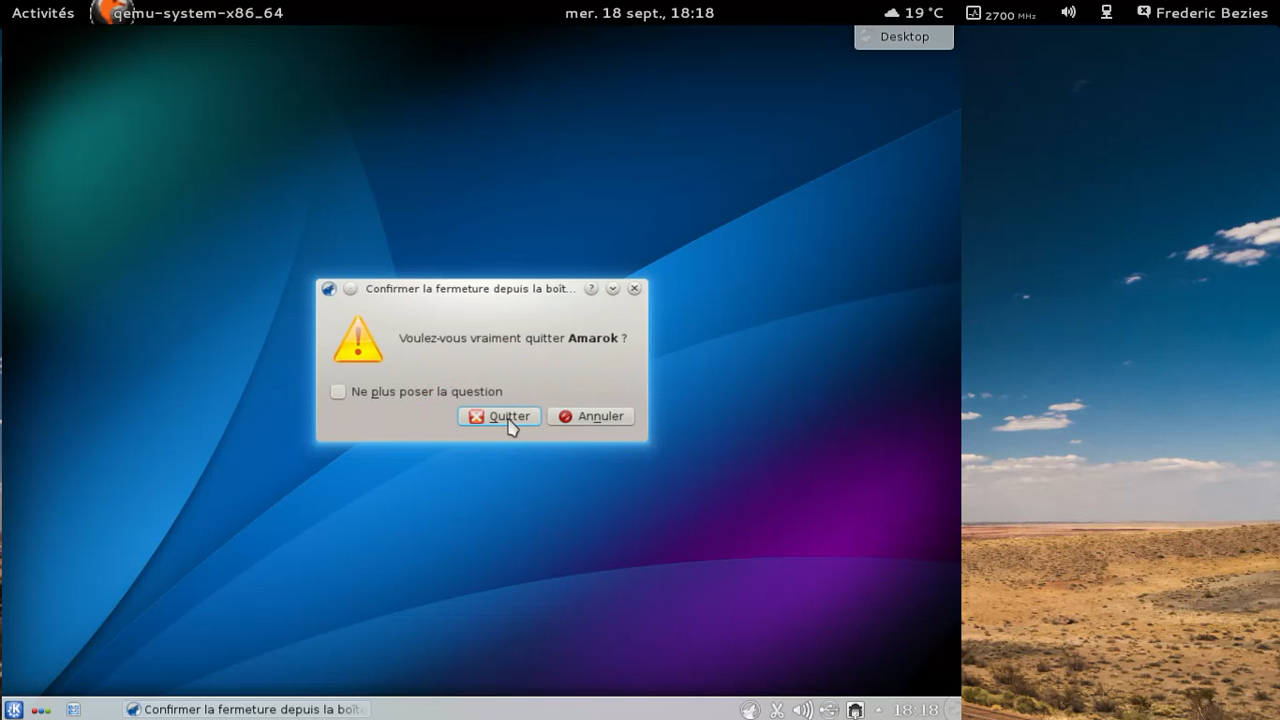 Activités
qemu-system-x86_64
mer. 18 sept., 18:18
19 °C
2700 MHz
Frederic Bezies
Desktop
Confirmer la fermeture depuis la boît...
Voulez-vous vraiment quitter Amarok ?
Ne plus poser la question
Quitter
Annuler
Confirmer la fermeture depuis la boîte
18:18